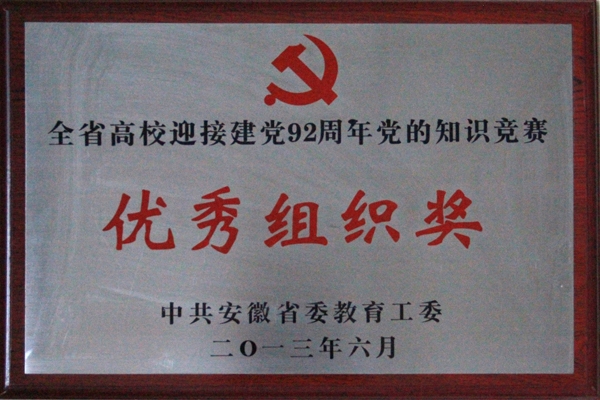 全省高校迎接建党92周年党的知识竞赛
优秀组织奖
中共安徽省委教育工委
二〇一三年六月